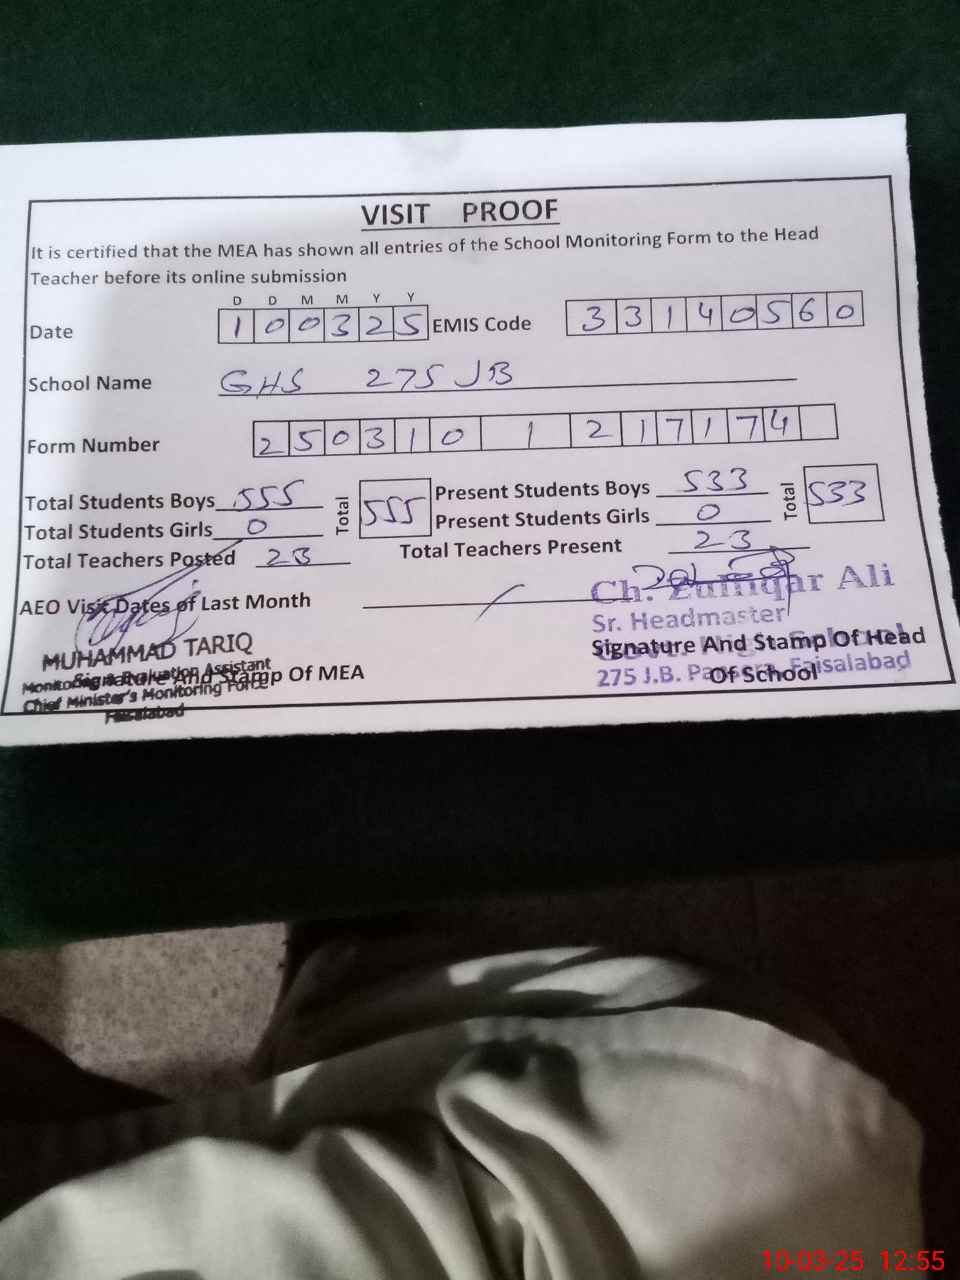 VISIT PROOF
It is certified that the MEA has shown all entries of the School Monitoring Form to the Head
Teacher before its online submission
D D M M Y Y
Date 1 0 0 3 2 5 EMIS Code 3 3 1 4 0 5 6 0
School Name GHS 275 JB
Form Number 2 5 0 3 1 0 1 2 1 7 1 7 4
Total Students Boys 555 Total 555 Present Students Boys 533 Total 533
Total Students Girls 0 Present Students Girls 0
Total Teachers Posted 23 Total Teachers Present 23
AEO Visit Dates of Last Month
Ch. Zulfiqar Ali
Sr. Headmaster
MUHAMMAD TARIQ
Signature And Stamp Of Head
Monitoring & Evaluation Assistant
Signature And Stamp Of MEA
275 J.B. Faisalabad
Of School
Chief Minister's Monitoring Force
Faisalabad
10-03-25 12:55